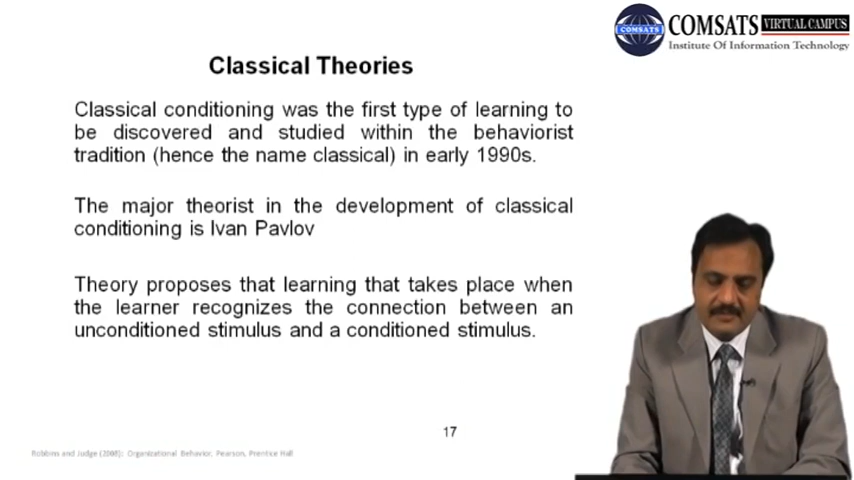 COMSATS VIRTUAL CAMPUS
COMSATS
Institute Of Information Technology
Classical Theories
Classical conditioning was the first type of learning to
be discovered and studied within the behaviorist
tradition (hence the name classical) in early 1990s.
The major theorist in the development of classical
conditioning is Ivan Pavlov
Theory proposes that learning that takes place when
the learner recognizes the connection between an
unconditioned stimulus and a conditioned stimulus.
17
Robbins and Judge (2008): Organizational Behavior, Pearson, Prentice Hall